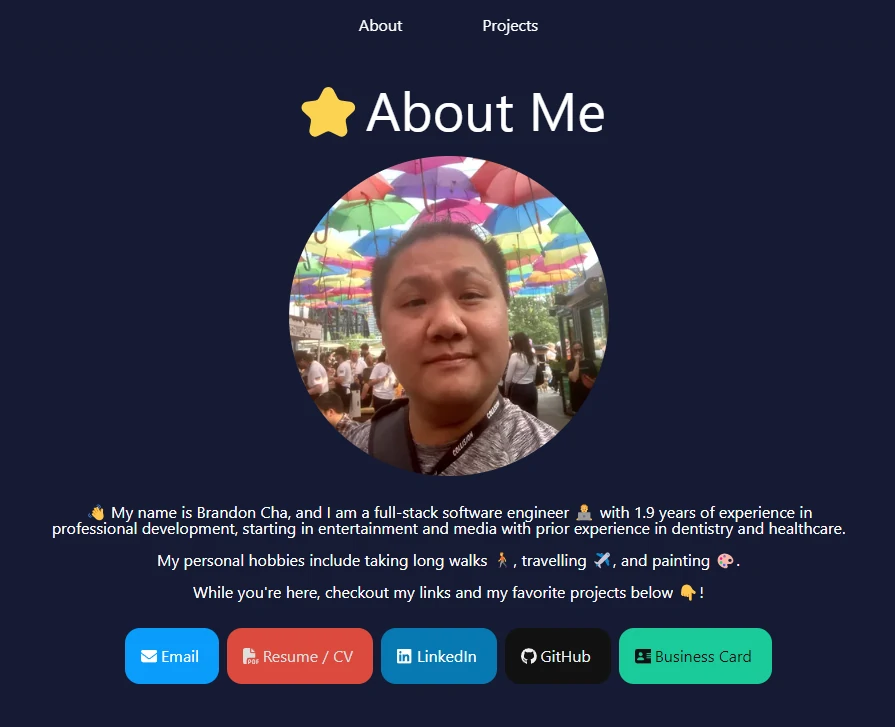 About Projects
⭐ About Me
COLLISION
COLLISION
👋 My name is Brandon Cha, and I am a full-stack software engineer 👨‍💻 with 1.9 years of experience in
professional development, starting in entertainment and media with prior experience in dentistry and healthcare.
My personal hobbies include taking long walks 🚶, travelling ✈️, and painting 🎨.
While you're here, checkout my links and my favorite projects below 👇!
Email Resume / CV LinkedIn GitHub Business Card